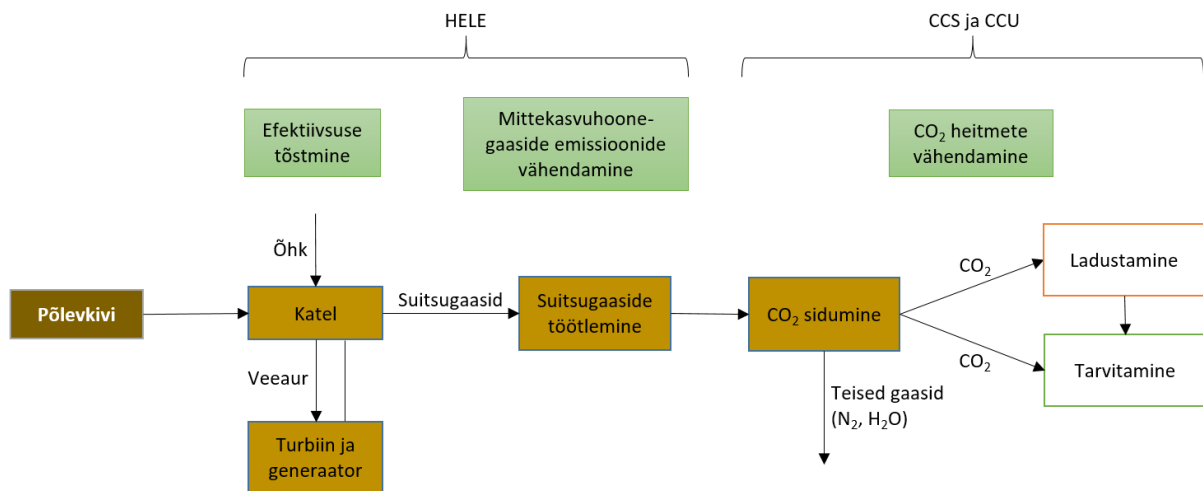 HELE
CCS ja CCU
Efektiivsuse
tõstmine
Mittekasvuhoone-
gaaside emissioonide
vähendamine
CO₂ heitmete
vähendamine
Õhk
Põlevkivi
Katel
Suitsugaasid
Suitsugaaside
töötlemine
CO₂ sidumine
CO₂
Ladustamine
CO₂
Tarvitamine
Veeaur
Teised gaasid
(N₂, H₂O)
Turbiin ja
generaator